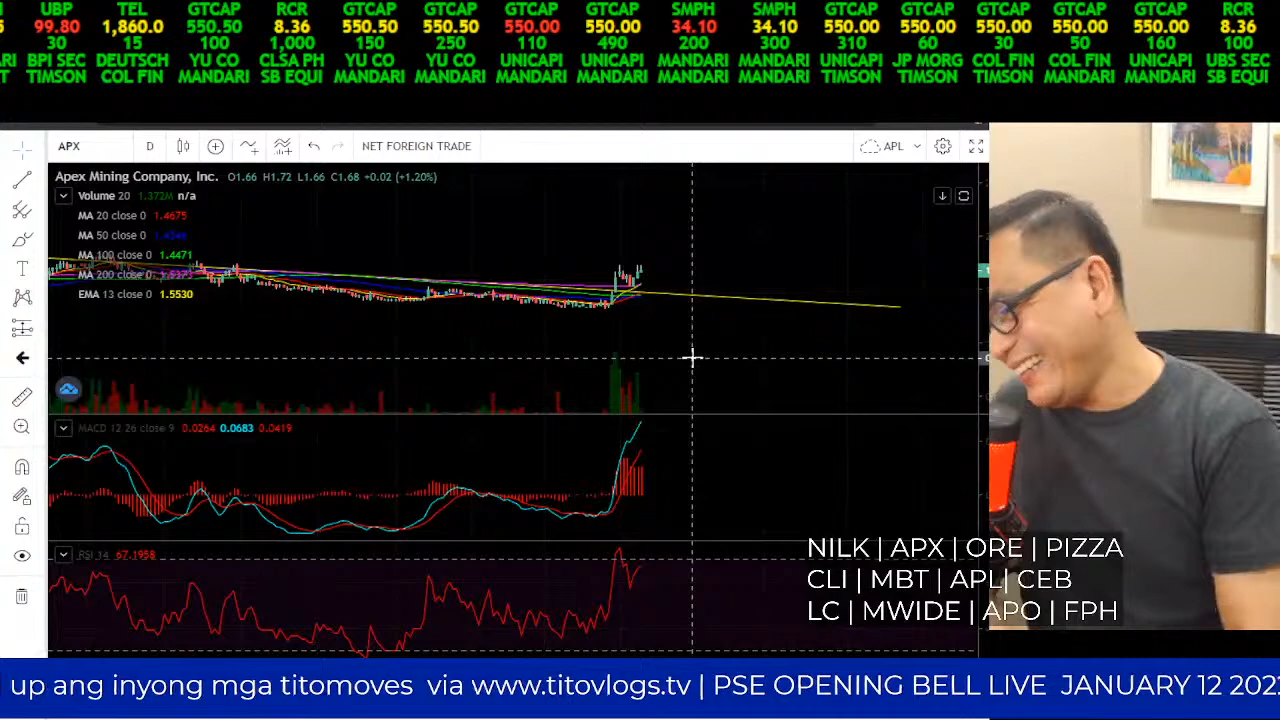 UBP TEL GTCAP RCR GTCAP GTCAP GTCAP GTCAP SMPH SMPH GTCAP GTCAP GTCAP GTCAP GTCAP RCR
99.80 1,860.0 550.50 8.36 550.50 550.50 550.00 550.00 34.10 34.10 550.00 550.00 550.00 550.00 550.00 8.36
30 15 100 1,000 150 250 110 490 200 300 310 60 30 50 160 100
ARI BPI SEC DEUTSCH YU CO CLSA PH YU CO YU CO UNICAPI UNICAPI MANDARI MANDARI UNICAPI JP MORG COL FIN COL FIN UNICAPI UBS SEC
T TIMSON COL FIN MANDARI SB EQUI MANDARI MANDARI MANDARI MANDARI MANDARI MANDARI TIMSON TIMSON TIMSON MANDARI MANDARI SB EQUI
APX D NET FOREIGN TRADE APL
Apex Mining Company, Inc. O1.66 H1.72 L1.66 C1.68 +0.02 (+1.20%)
Volume 20 1.372M n/a
MA 20 close 0 1.4675
MA 50 close 0
MA 100 close 0 1.4471
MA 200 close 0 1.5373
EMA 13 close 0 1.5530
MACD 12 26 close 9 0.0264 0.0683 0.0419
RSI 14 67.1958
NILK | APX | ORE | PIZZA
CLI | MBT | APL | CEB
LC | MWIDE | APO | FPH
up ang inyong mga titomoves via www.titovlogs.tv | PSE OPENING BELL LIVE JANUARY 12 202